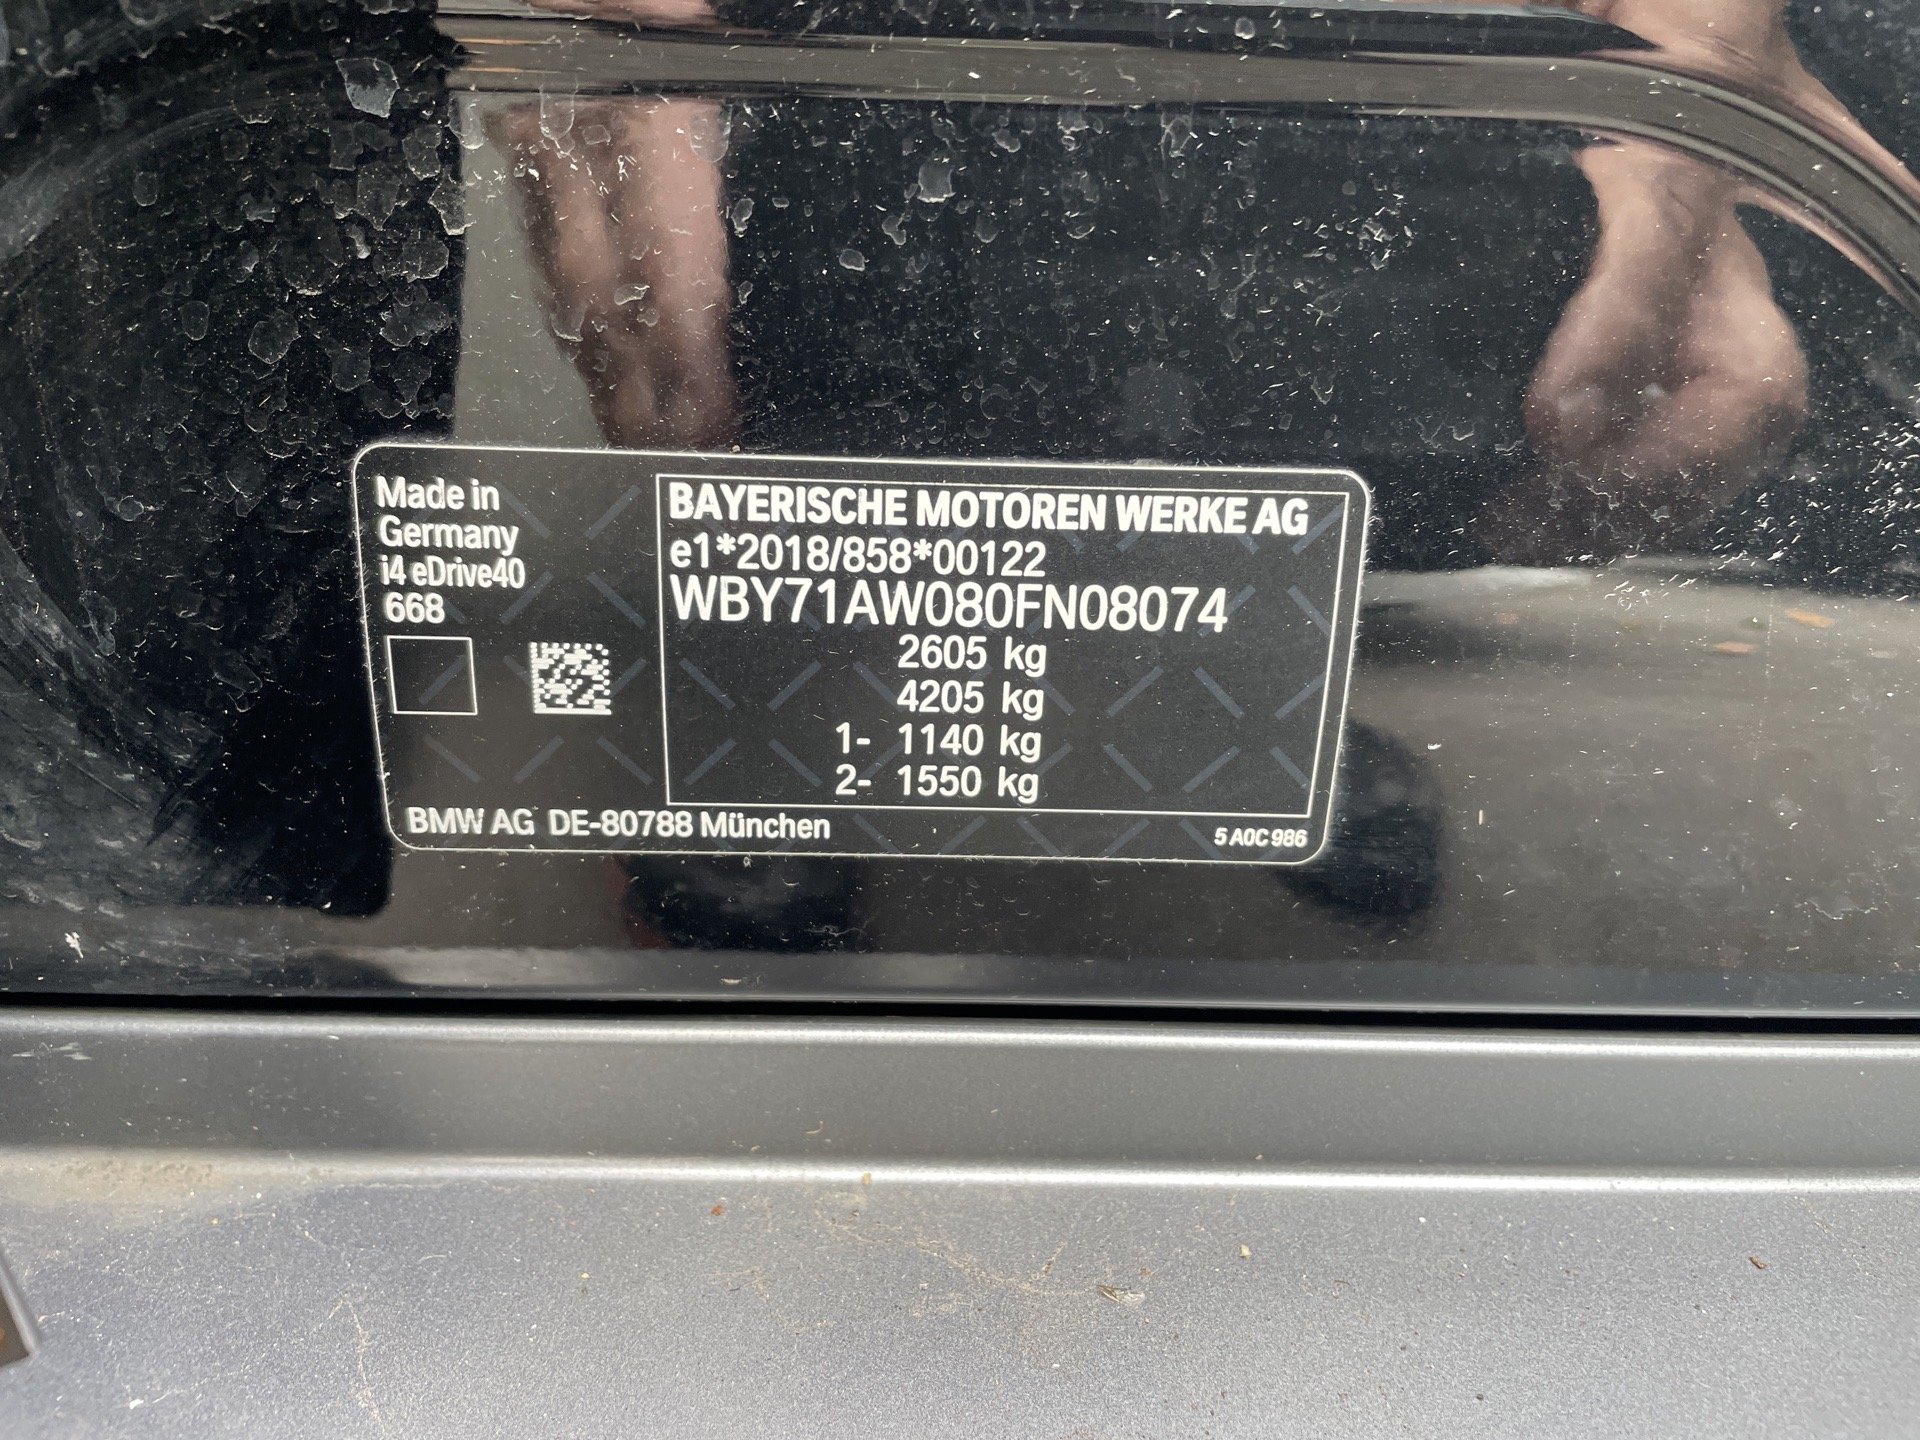 Made in
Germany
i4 eDrive40
668
BAYERISCHE MOTOREN WERKE AG
e1*2018/858*00122
WBY71AW080FN08074
2605 kg
4205 kg
1- 1140 kg
2- 1550 kg
BMW AG DE-80788 München
5 A0C 986